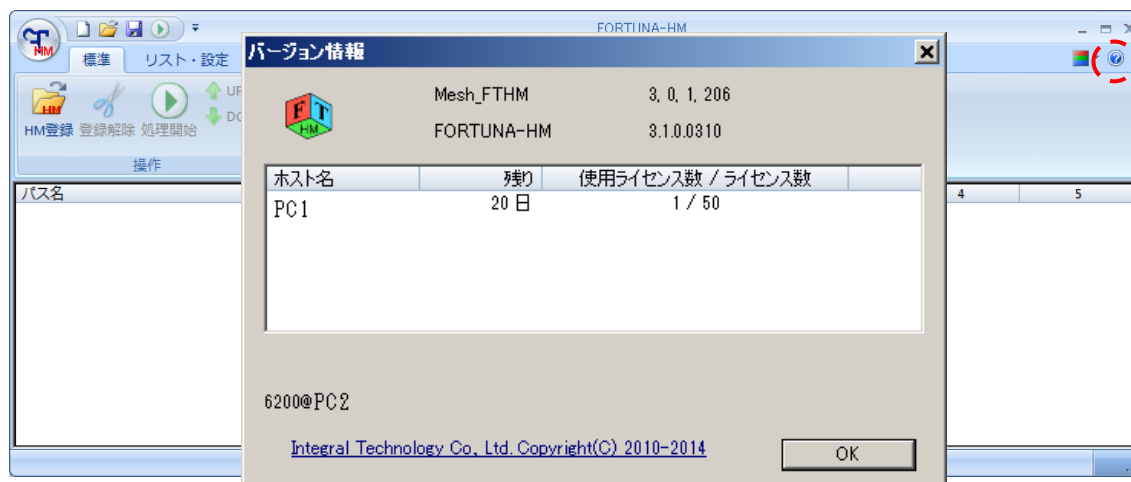 FORTUNA-HM
HM
標準 リスト・設定
HM登録 登録解除 処理開始
操作
パス名
4 5
バージョン情報
FT
HM
Mesh_FTHM 3, 0, 1, 206
FORTUNA-HM 3.1.0.0310
ホスト名 残り 使用ライセンス数 / ライセンス数
PC1 20 日 1 / 50
6200@PC2
Integral Technology Co., Ltd. Copyright(C) 2010-2014
OK